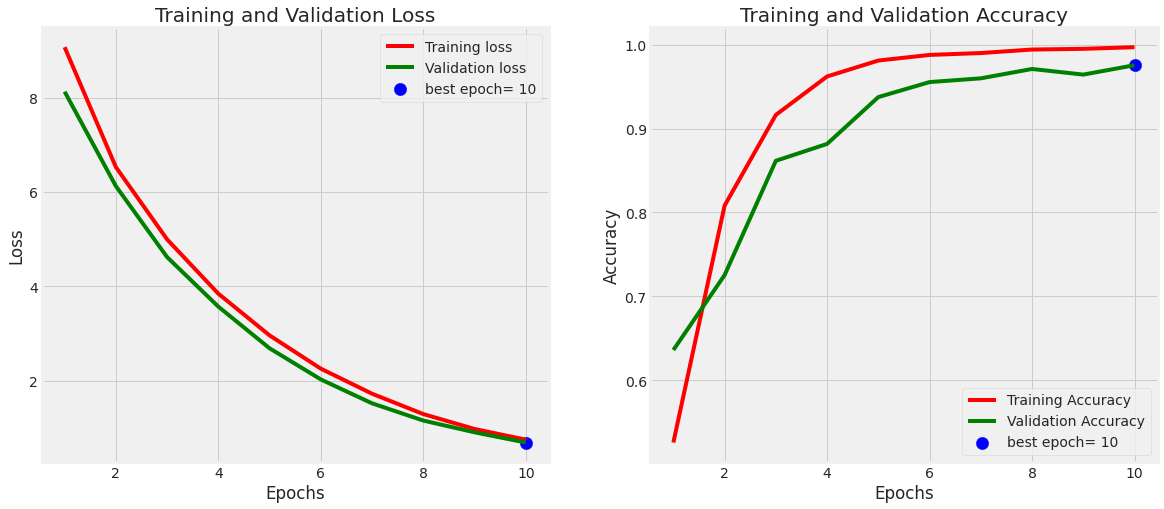 Training and Validation Loss
Training loss
Validation loss
best epoch= 10
Loss
8
6
4
2
2
4
6
8
10
Epochs
Training and Validation Accuracy
Accuracy
1.0
0.9
0.8
0.7
0.6
Training Accuracy
Validation Accuracy
best epoch= 10
2
4
6
8
10
Epochs